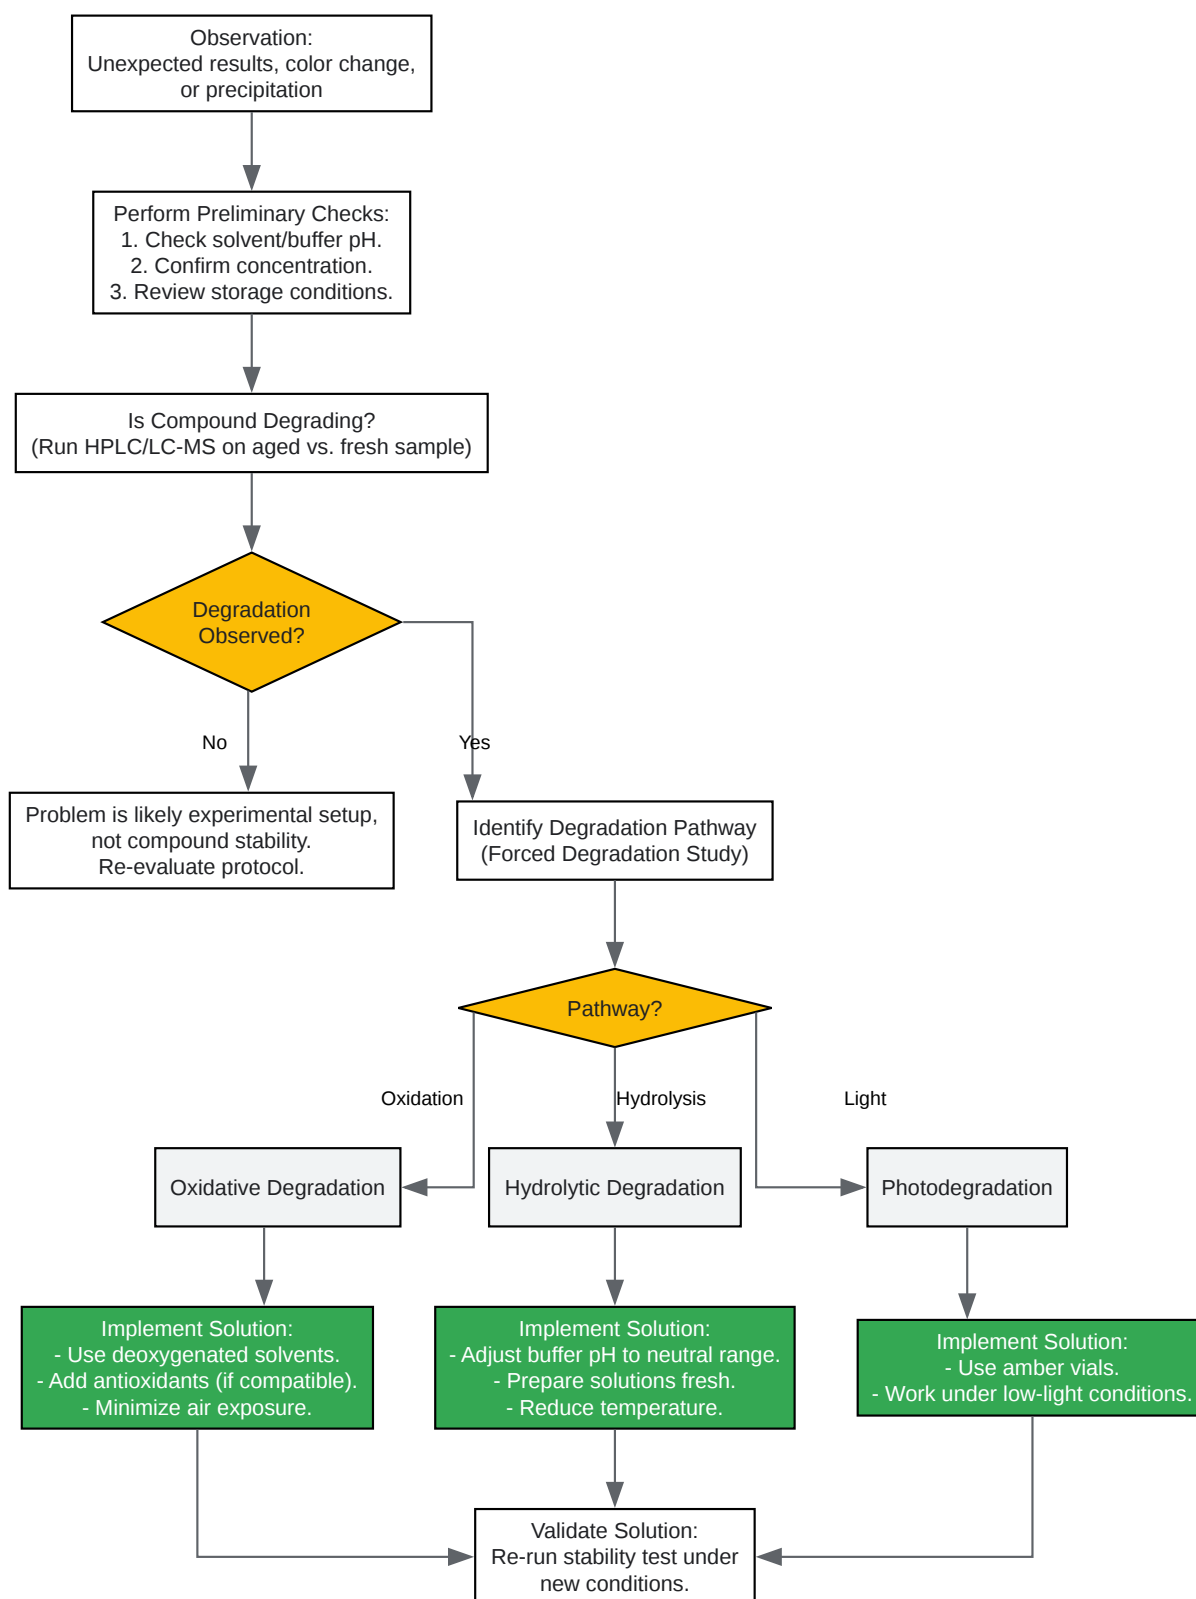 Observation:
Unexpected results, color change,
or precipitation
Perform Preliminary Checks:
1. Check solvent/buffer pH.
2. Confirm concentration.
3. Review storage conditions.
Is Compound Degrading?
(Run HPLC/LC-MS on aged vs. fresh sample)
Degradation
Observed?
No
Yes
Problem is likely experimental setup,
not compound stability.
Re-evaluate protocol.
Identify Degradation Pathway
(Forced Degradation Study)
Pathway?
Oxidation
Hydrolysis
Light
Oxidative Degradation
Hydrolytic Degradation
Photodegradation
Implement Solution:
- Use deoxygenated solvents.
- Add antioxidants (if compatible).
- Minimize air exposure.
Implement Solution:
- Adjust buffer pH to neutral range.
- Prepare solutions fresh.
- Reduce temperature.
Implement Solution:
- Use amber vials.
- Work under low-light conditions.
Validate Solution:
Re-run stability test under
new conditions.